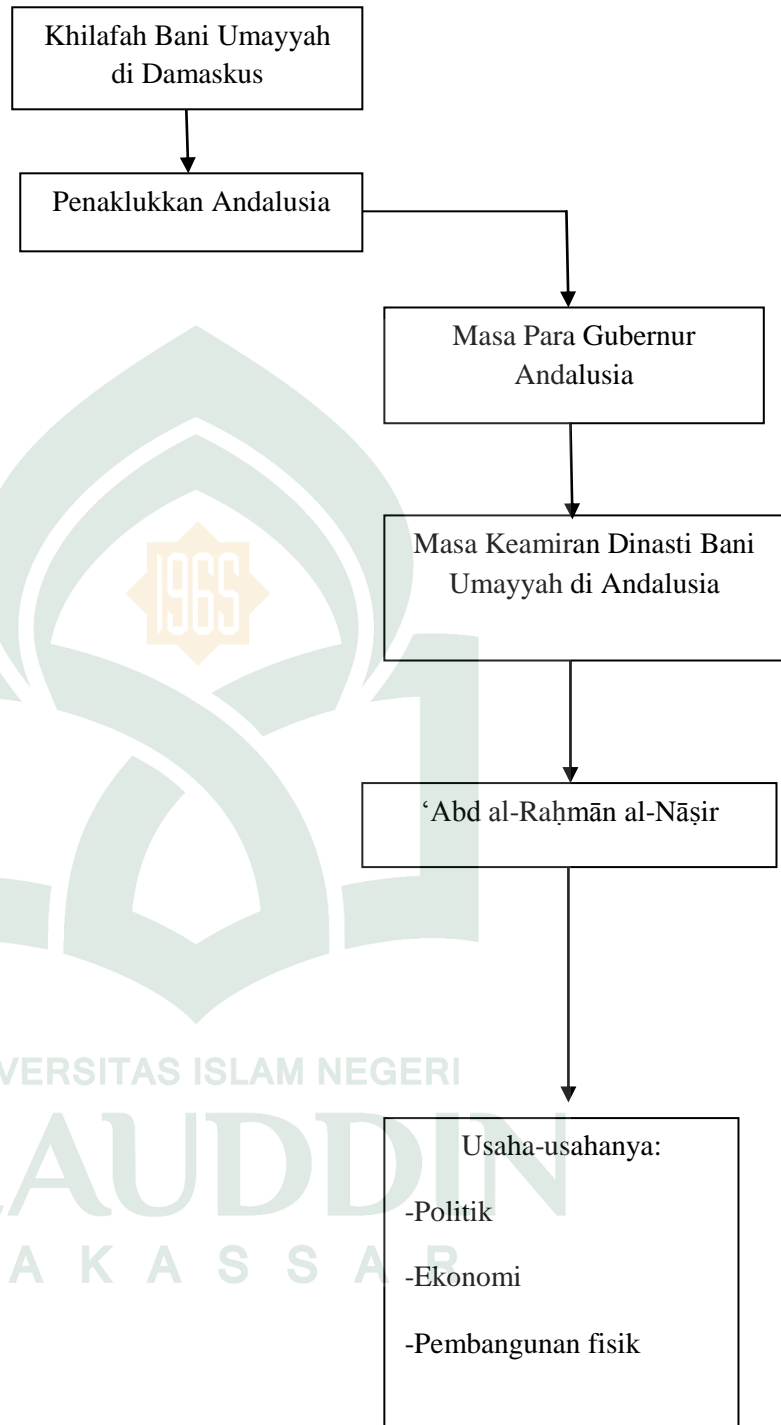 Khilafah Bani Umayyah
di Damaskus
Penaklukkan Andalusia
Masa Para Gubernur
Andalusia
Masa Keamiran Dinasti Bani
Umayyah di Andalusia
1965
‘Abd al-Raḥmān al-Nāṣir
VERSITAS ISLAM NEGERI
AUDDIN
A K A S S A R
Usaha-usahanya:
-Politik
-Ekonomi
-Pembangunan fisik